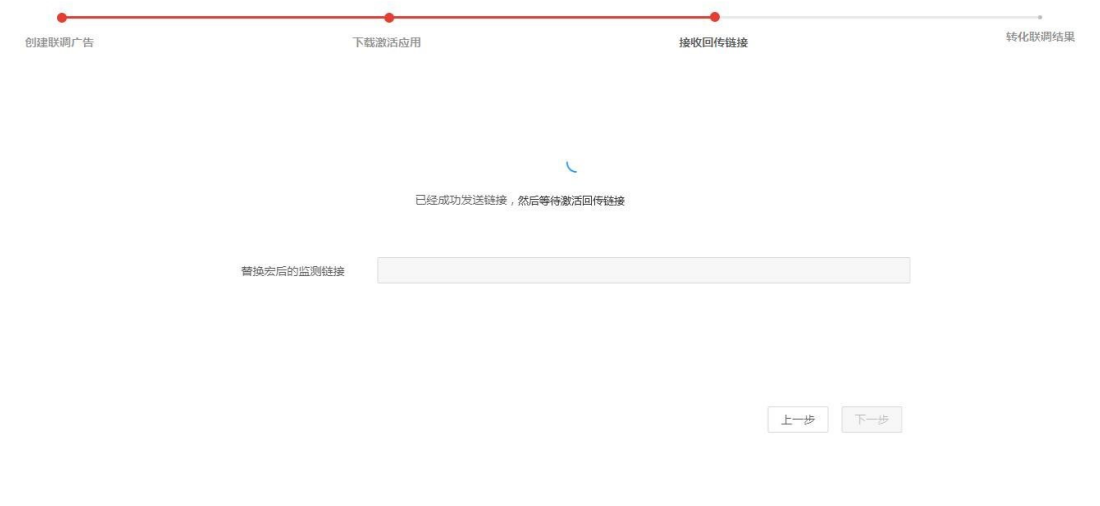 创建联调广告
下载激活应用
接收回传链接
转化联调结果
已经成功发送链接，然后等待激活回传链接
替换宏后的监测链接
上一步
下一步